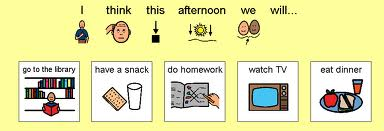 I think this afternoon we will...
go to the library
have a snack
do homework
watch TV
eat dinner